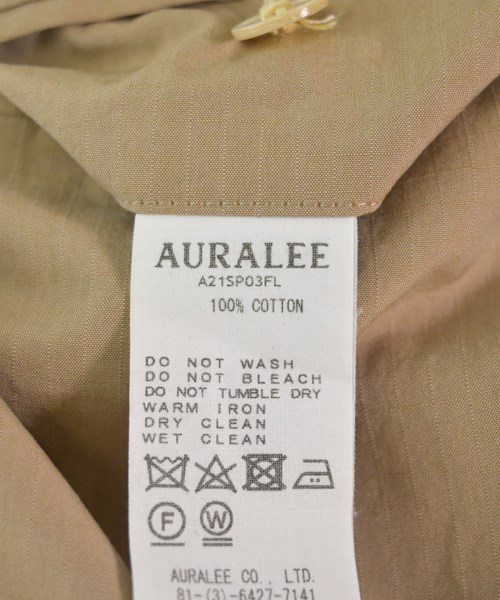 AURALEE
A21SP03FL
100% COTTON
DO NOT WASH
DO NOT BLEACH
DO NOT TUMBLE DRY
WARM IRON
DRY CLEAN
WET CLEAN
F W
AURALEE CO., LTD.
81-(3)-6427-7141